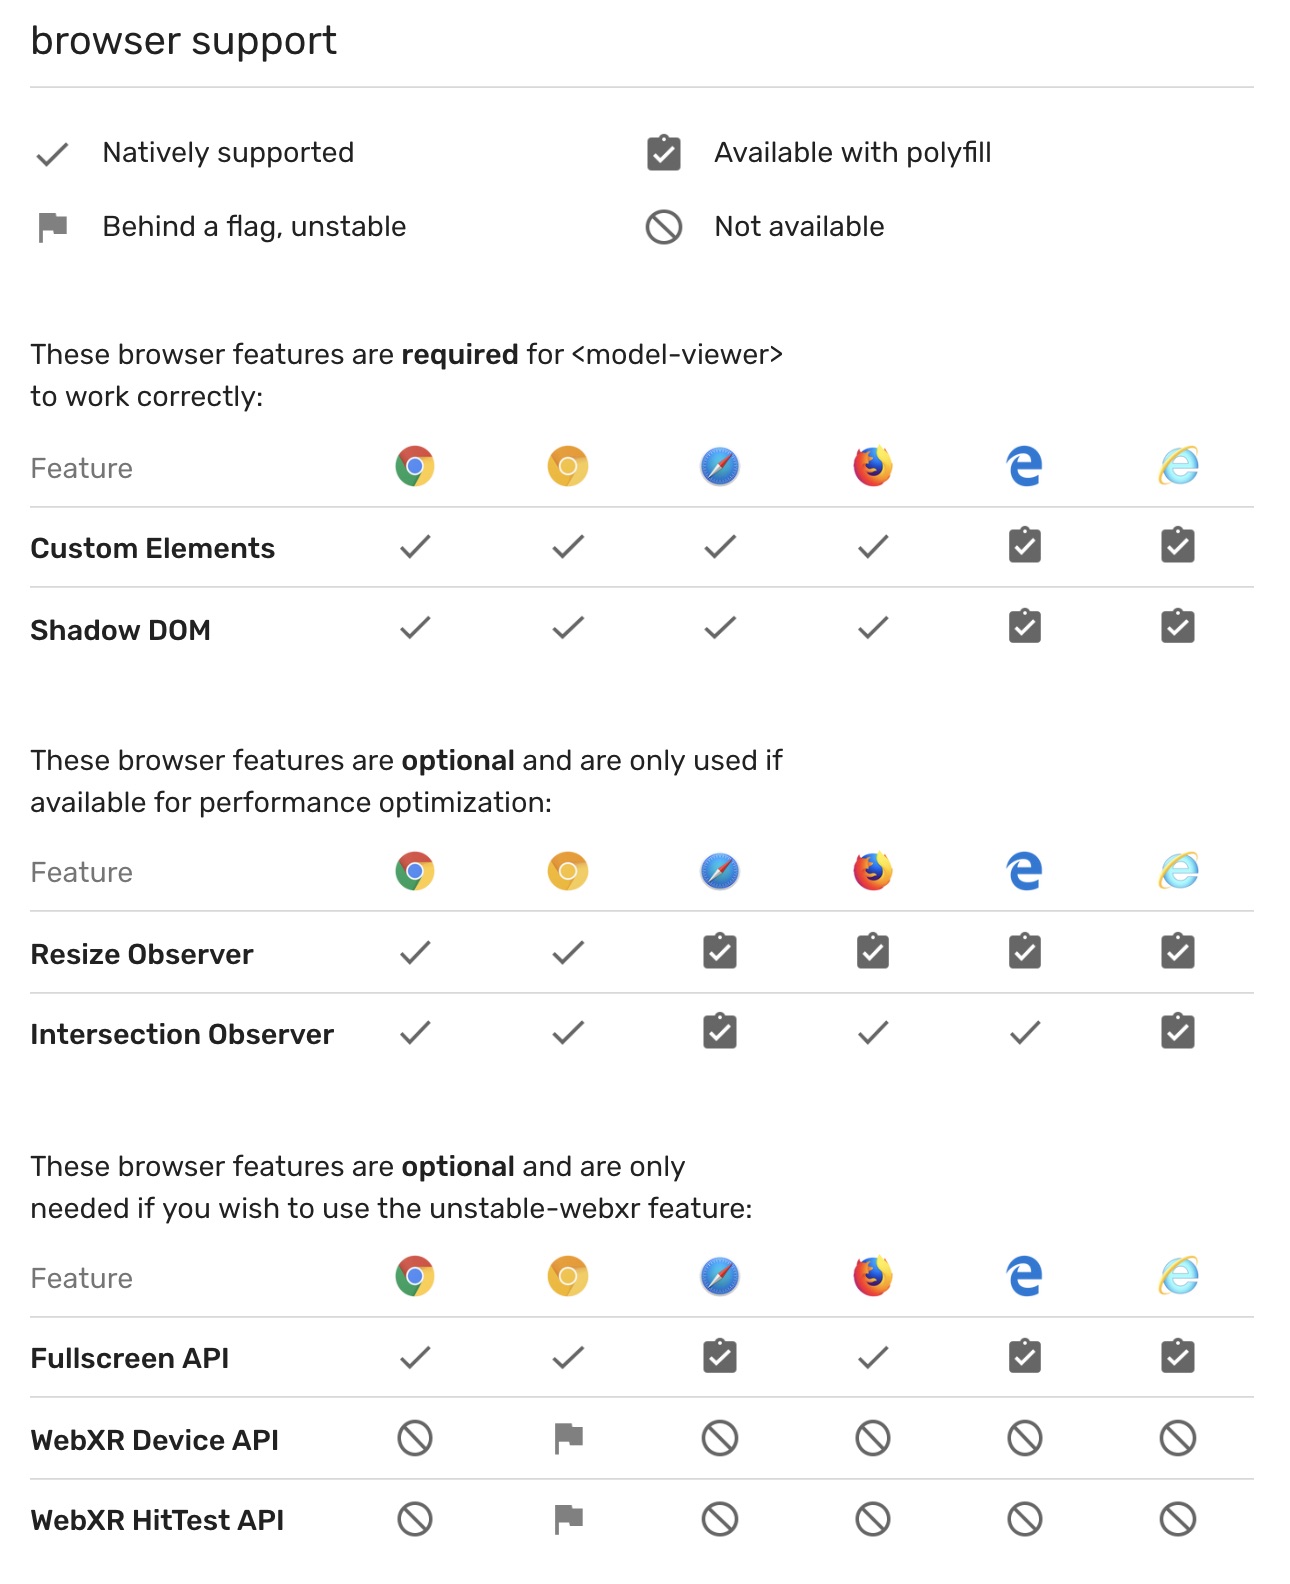 browser support
Natively supported
Available with polyfill
Behind a flag, unstable
Not available
These browser features are required for <model-viewer>
to work correctly:
Feature
Custom Elements
Shadow DOM
These browser features are optional and are only used if
available for performance optimization:
Feature
Resize Observer
Intersection Observer
These browser features are optional and are only
needed if you wish to use the unstable-webxr feature:
Feature
Fullscreen API
WebXR Device API
WebXR HitTest API